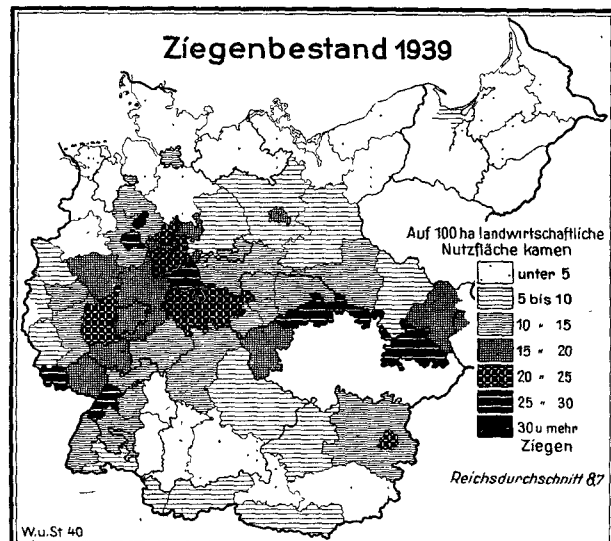 Ziegenbestand 1939
Auf 100 ha landwirtschaftliche
Nutzfläche kamen
unter 5
5 bis 10
10 „ 15
15 „ 20
20 „ 25
25 „ 30
30 u mehr
Ziegen
Reichsdurchschnitt 8,7
W.u.St 40